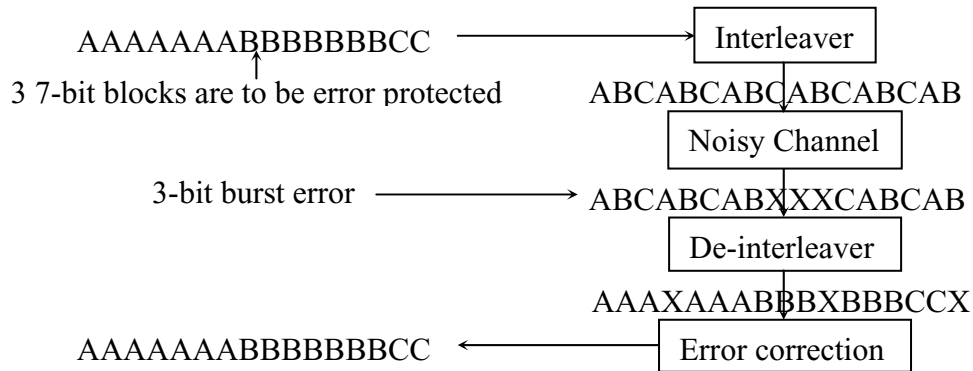 AAAAAAABBBBBBBCC
Interleaver
3 7-bit blocks are to be error protected
ABCABCABCABCABCAB
Noisy Channel
3-bit burst error
ABCABCABXXXCABCAB
De-interleaver
AAAXAAABBBXBBBCCX
AAAAAAABBBBBBBCC
Error correction